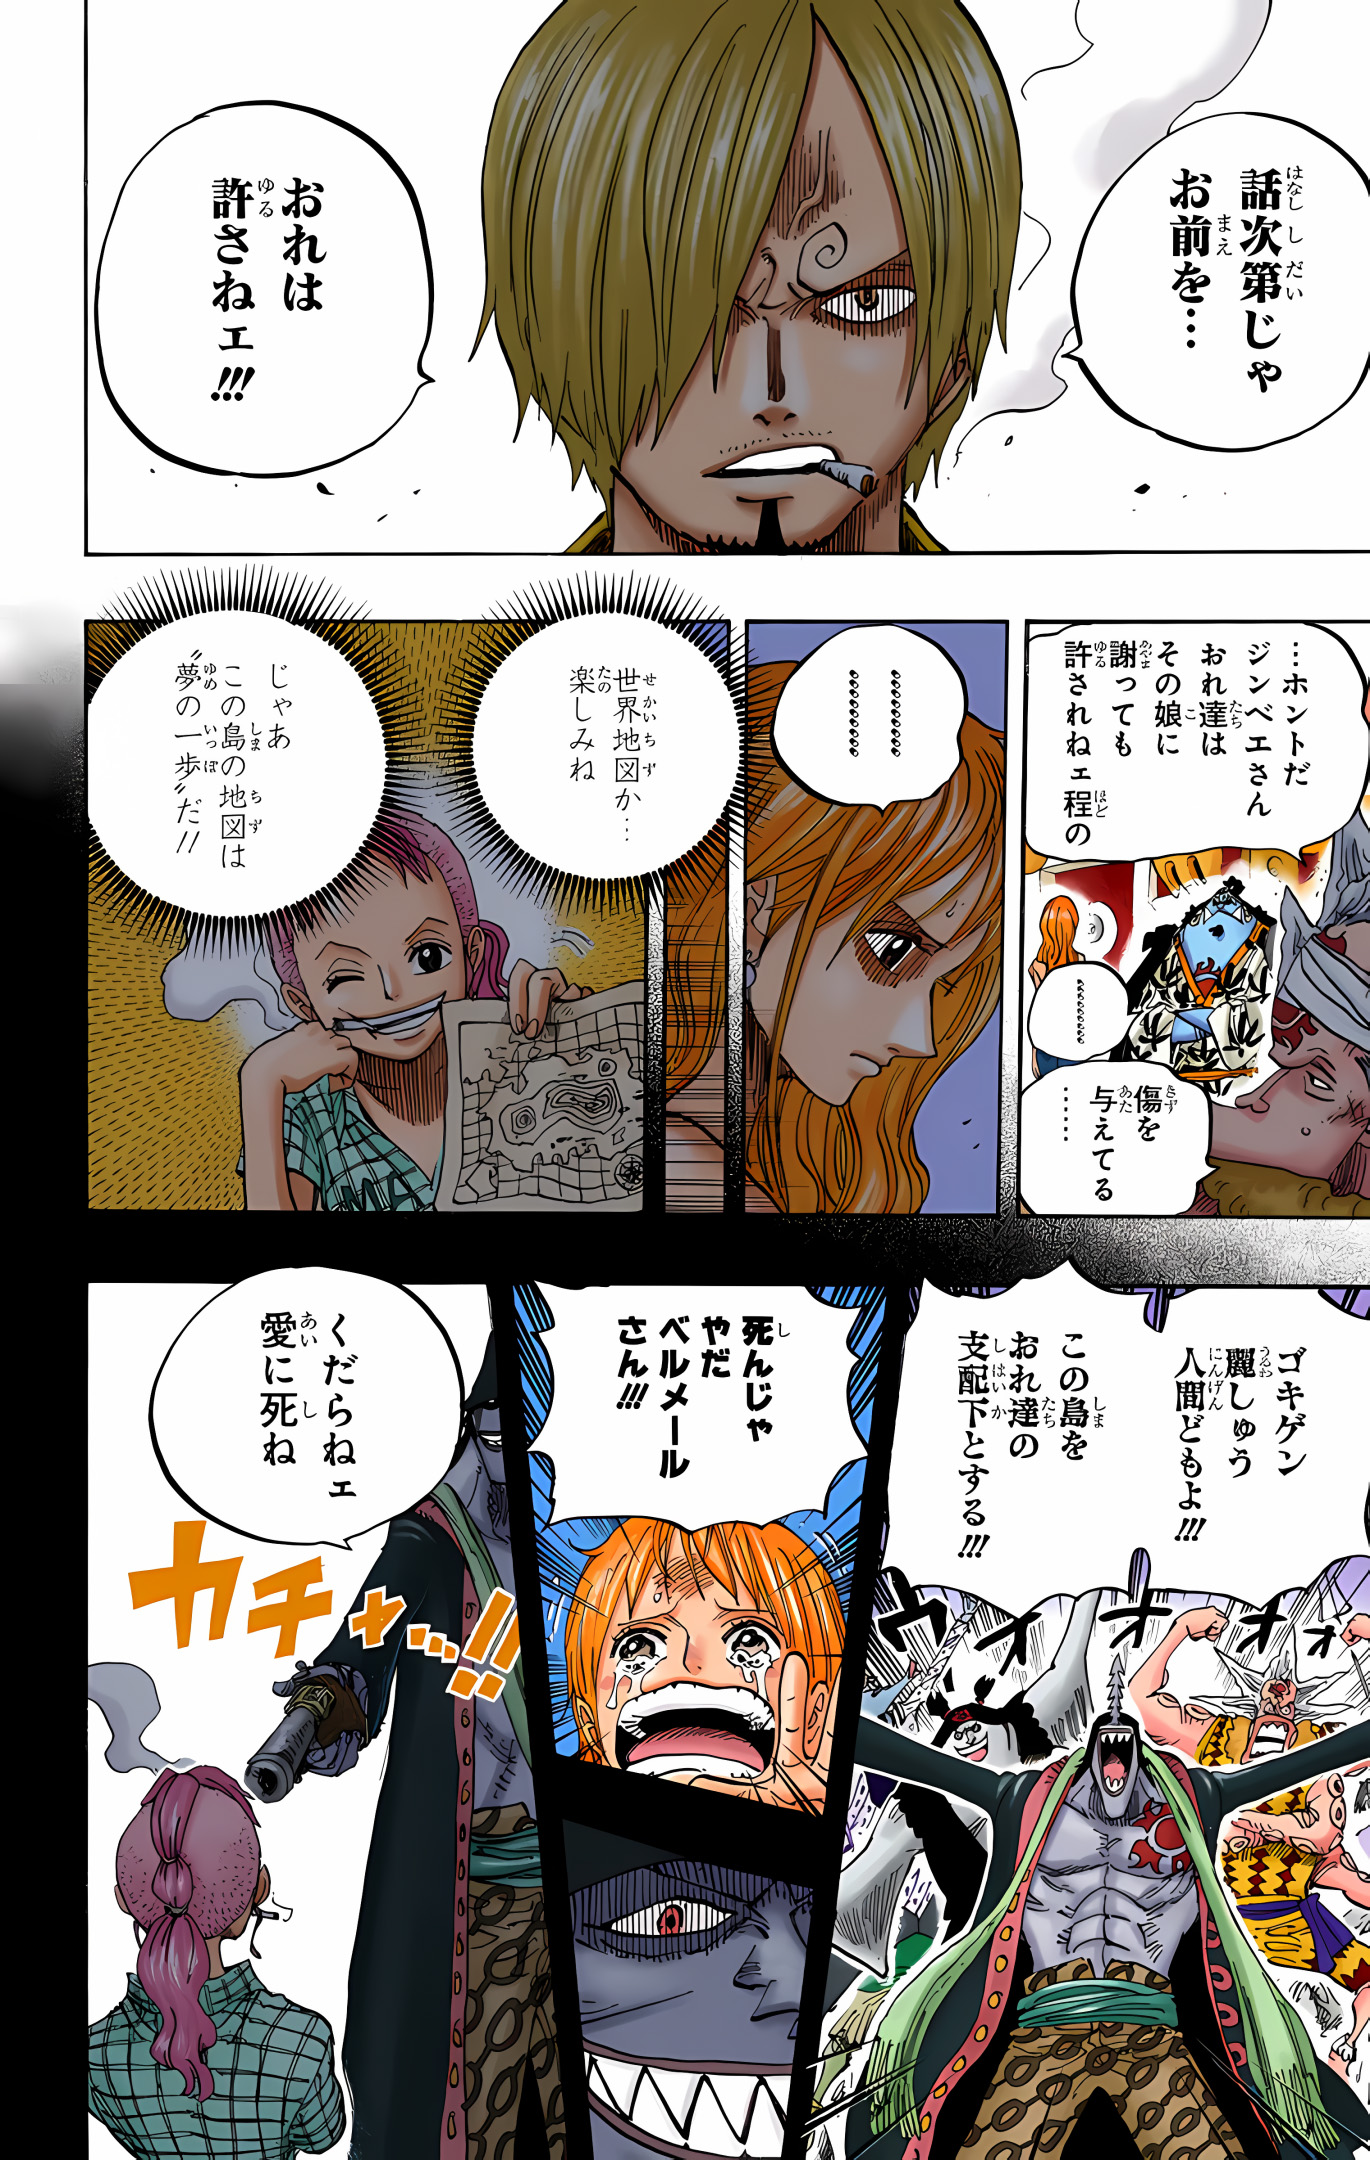 話次第じゃ
お前を…
おれは
許さねェ!!!
…ホントだ
ジンベエさん
おれ達は
その娘に
謝っても
許されねェ程の
…………
傷を
与えてる
……
…………
…………
世界地図か…
楽しみね
じゃあ
この島の地図は
〝夢の一歩〟だ!!
ゴキゲン
麗しゅう
人間どもよ!!!
この島を
おれ達の
支配下とする!!!
ウオオオォ
死んじゃ
やだ
ベルメール
さん!!!
くだらねェ
愛に死ね
カチャ…!!